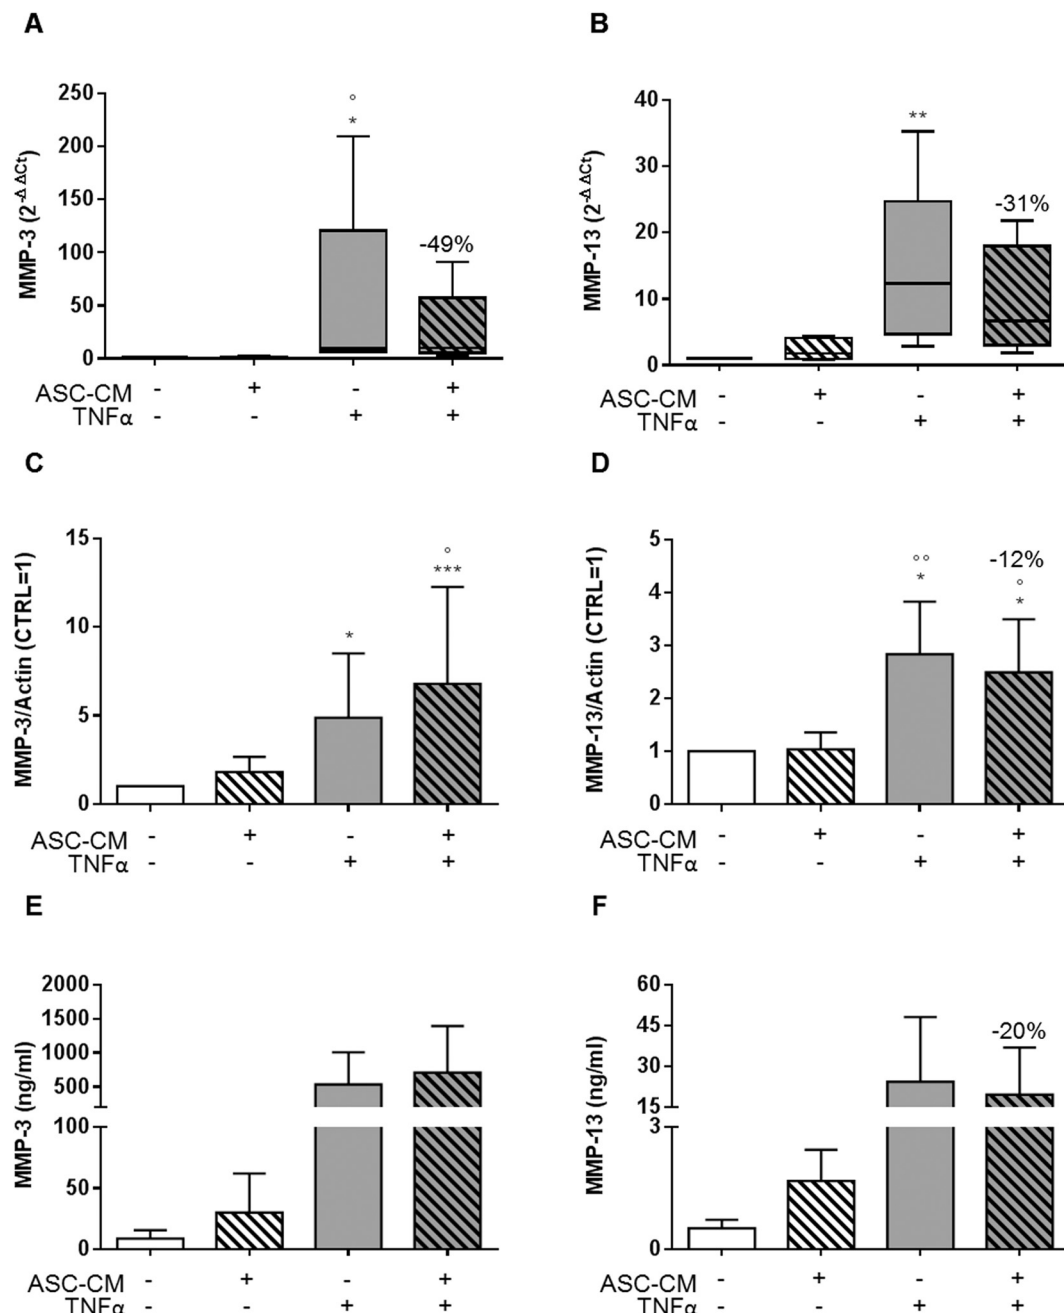 A
MMP-3 (2-Δ ΔCt)
250
200
150
100
50
0
°
*
-49%
ASC-CM - + - +
TNFα - - + +
B
MMP-13 (2-Δ ΔCt)
40
30
20
10
0
**
-31%
ASC-CM - + - +
TNFα - - + +
C
MMP-3/Actin (CTRL=1)
15
10
5
0
*
°
***
ASC-CM - + - +
TNFα - - + +
D
MMP-13/Actin (CTRL=1)
5
4
3
2
1
0
°°
*
-12%
°
*
ASC-CM - + - +
TNFα - - + +
E
MMP-3 (ng/ml)
2000
1500
1000
500
100
50
0
ASC-CM - + - +
TNFα - - + +
F
MMP-13 (ng/ml)
60
45
30
15
3
0
-20%
ASC-CM - + - +
TNFα - - + +